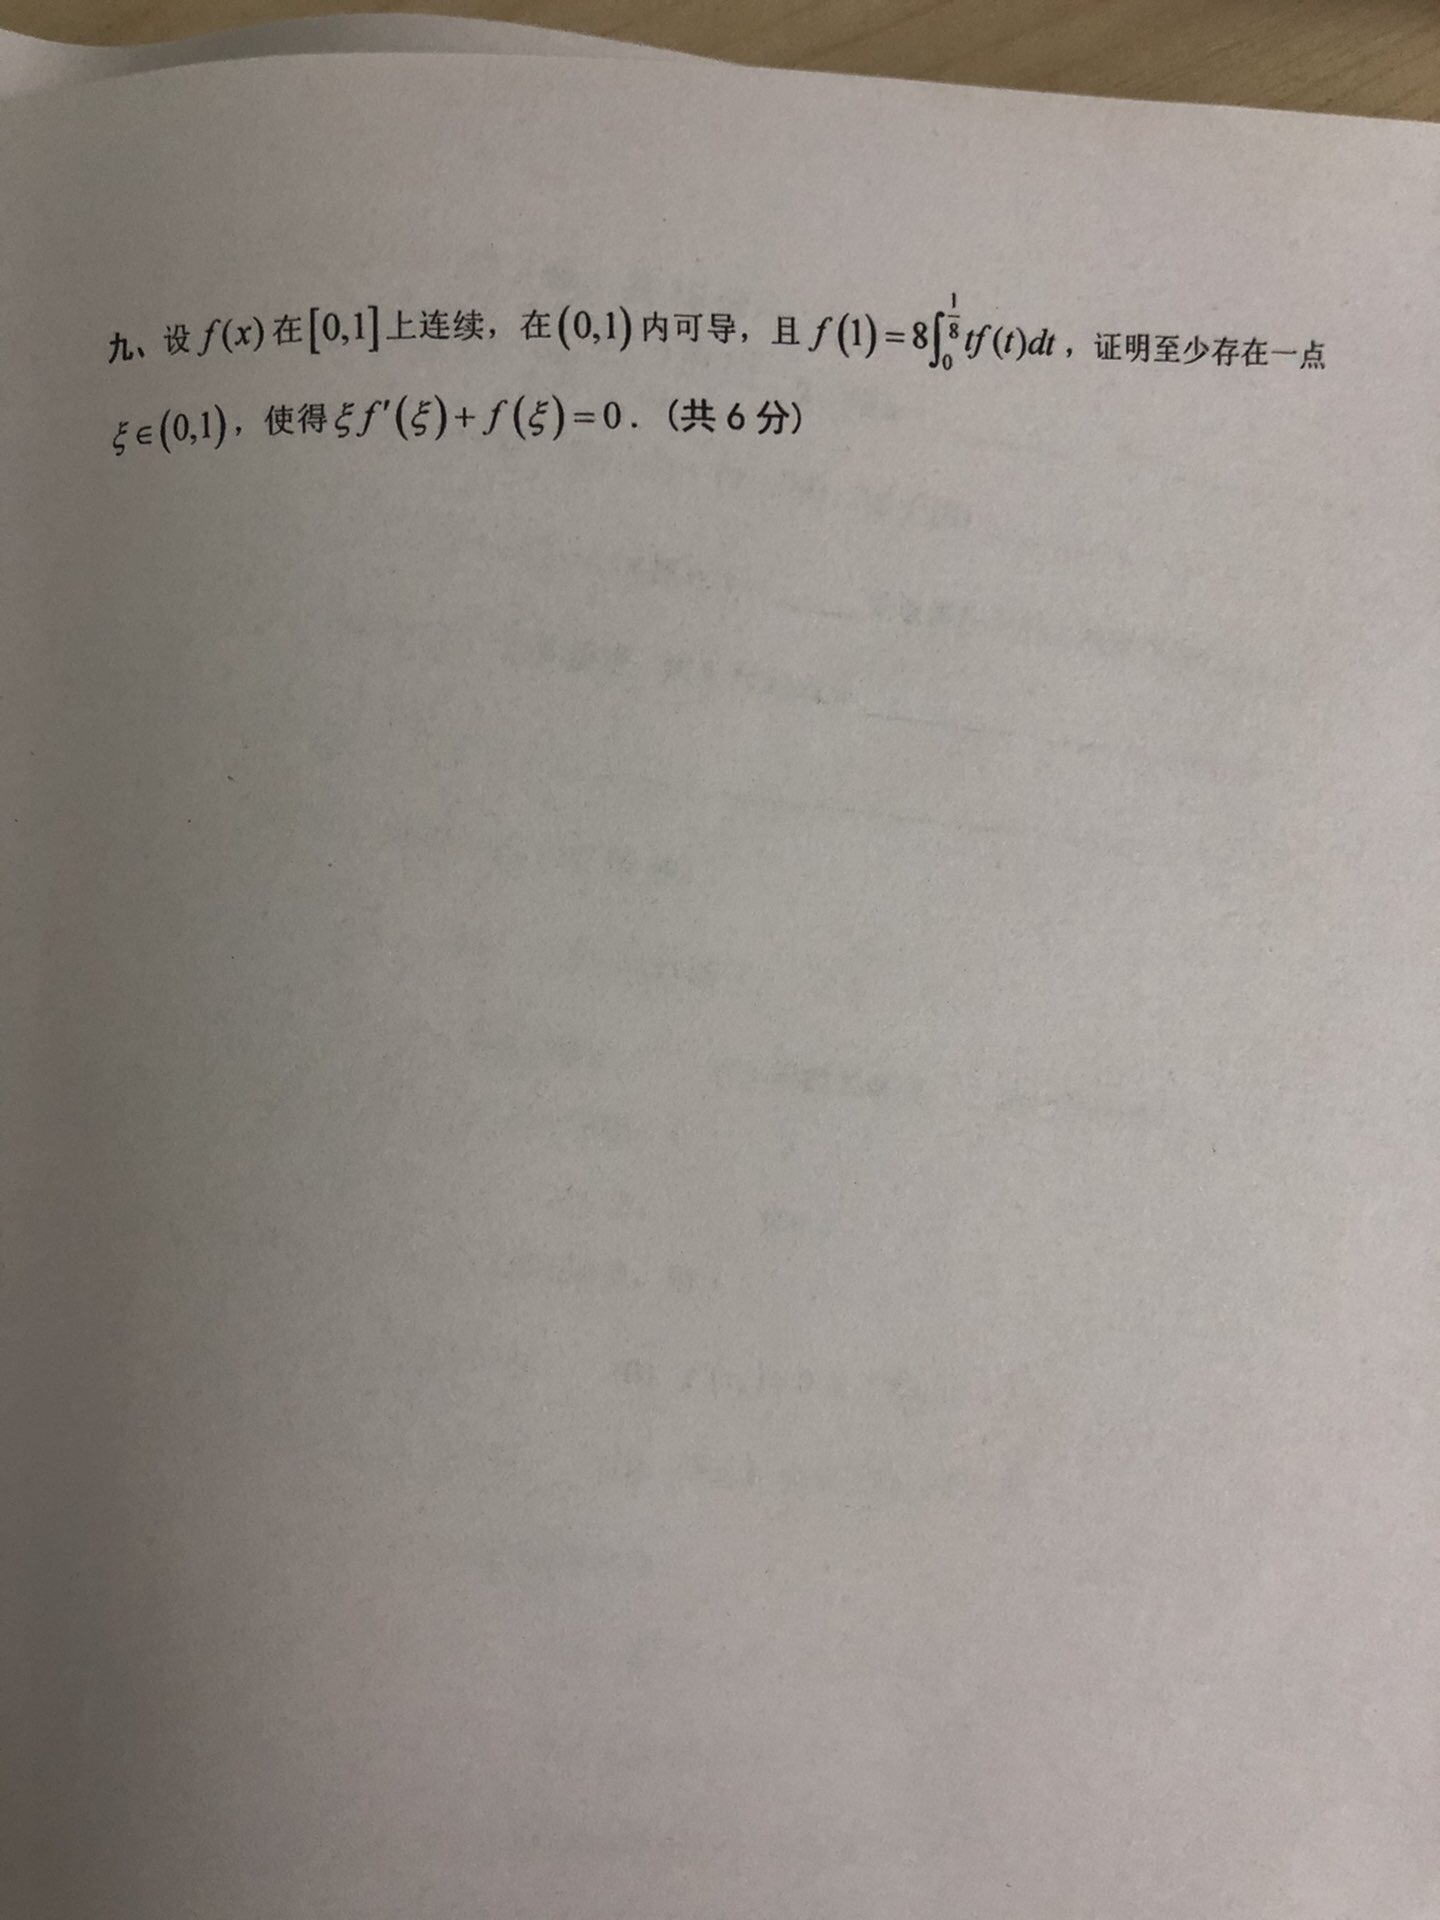 九、设 f(x) 在 [0,1] 上连续，在 (0,1) 内可导，且 f(1)=8∫₀^{1/8} tf(t)dt，证明至少存在一点
ξ∈(0,1)，使得 ξf′(ξ)+f(ξ)=0．(共 6 分)